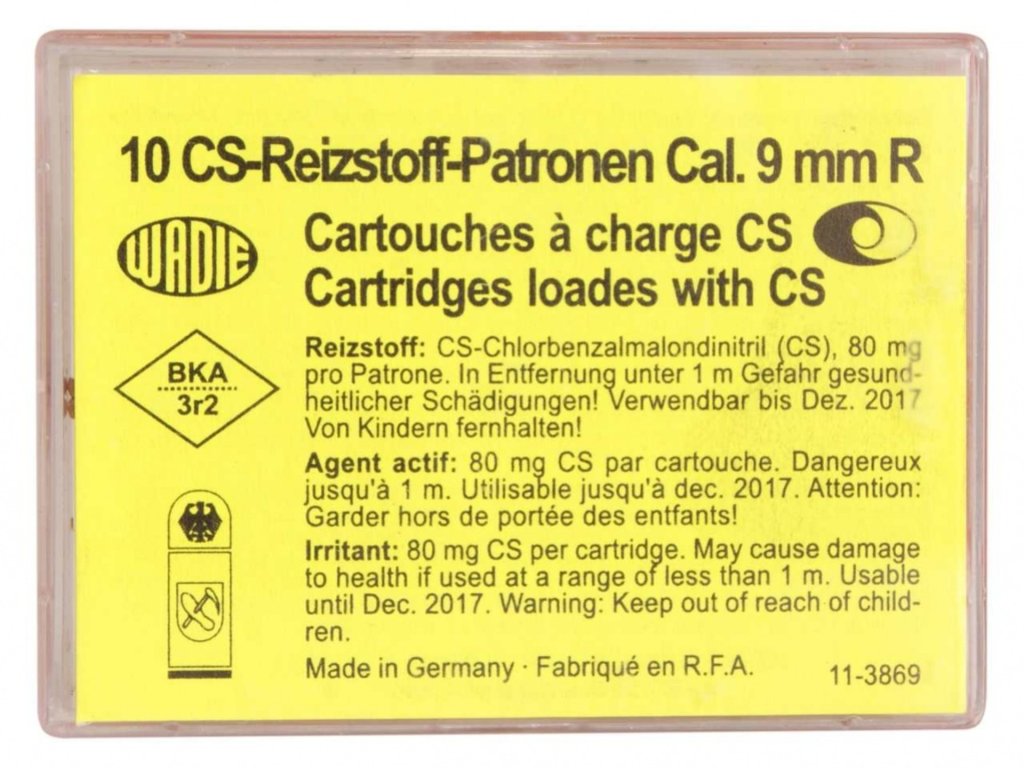 10 CS-Reizstoff-Patronen Cal. 9 mm R
WADIE
Cartouches à charge CS
Cartridges loades with CS
BKA
3r2
Reizstoff: CS-Chlorbenzalmalondinitril (CS), 80 mg
pro Patrone. In Entfernung unter 1 m Gefahr gesund-
heitlicher Schädigungen! Verwendbar bis Dez. 2017
Von Kindern fernhalten!
Agent actif: 80 mg CS par cartouche. Dangereux
jusqu'à 1 m. Utilisable jusqu'à dec. 2017. Attention:
Garder hors de portée des entfants!
Irritant: 80 mg CS per cartridge. May cause damage
to health if used at a range of less than 1 m. Usable
until Dec. 2017. Warning: Keep out of reach of child-
ren.
Made in Germany · Fabriqué en R.F.A.
11-3869